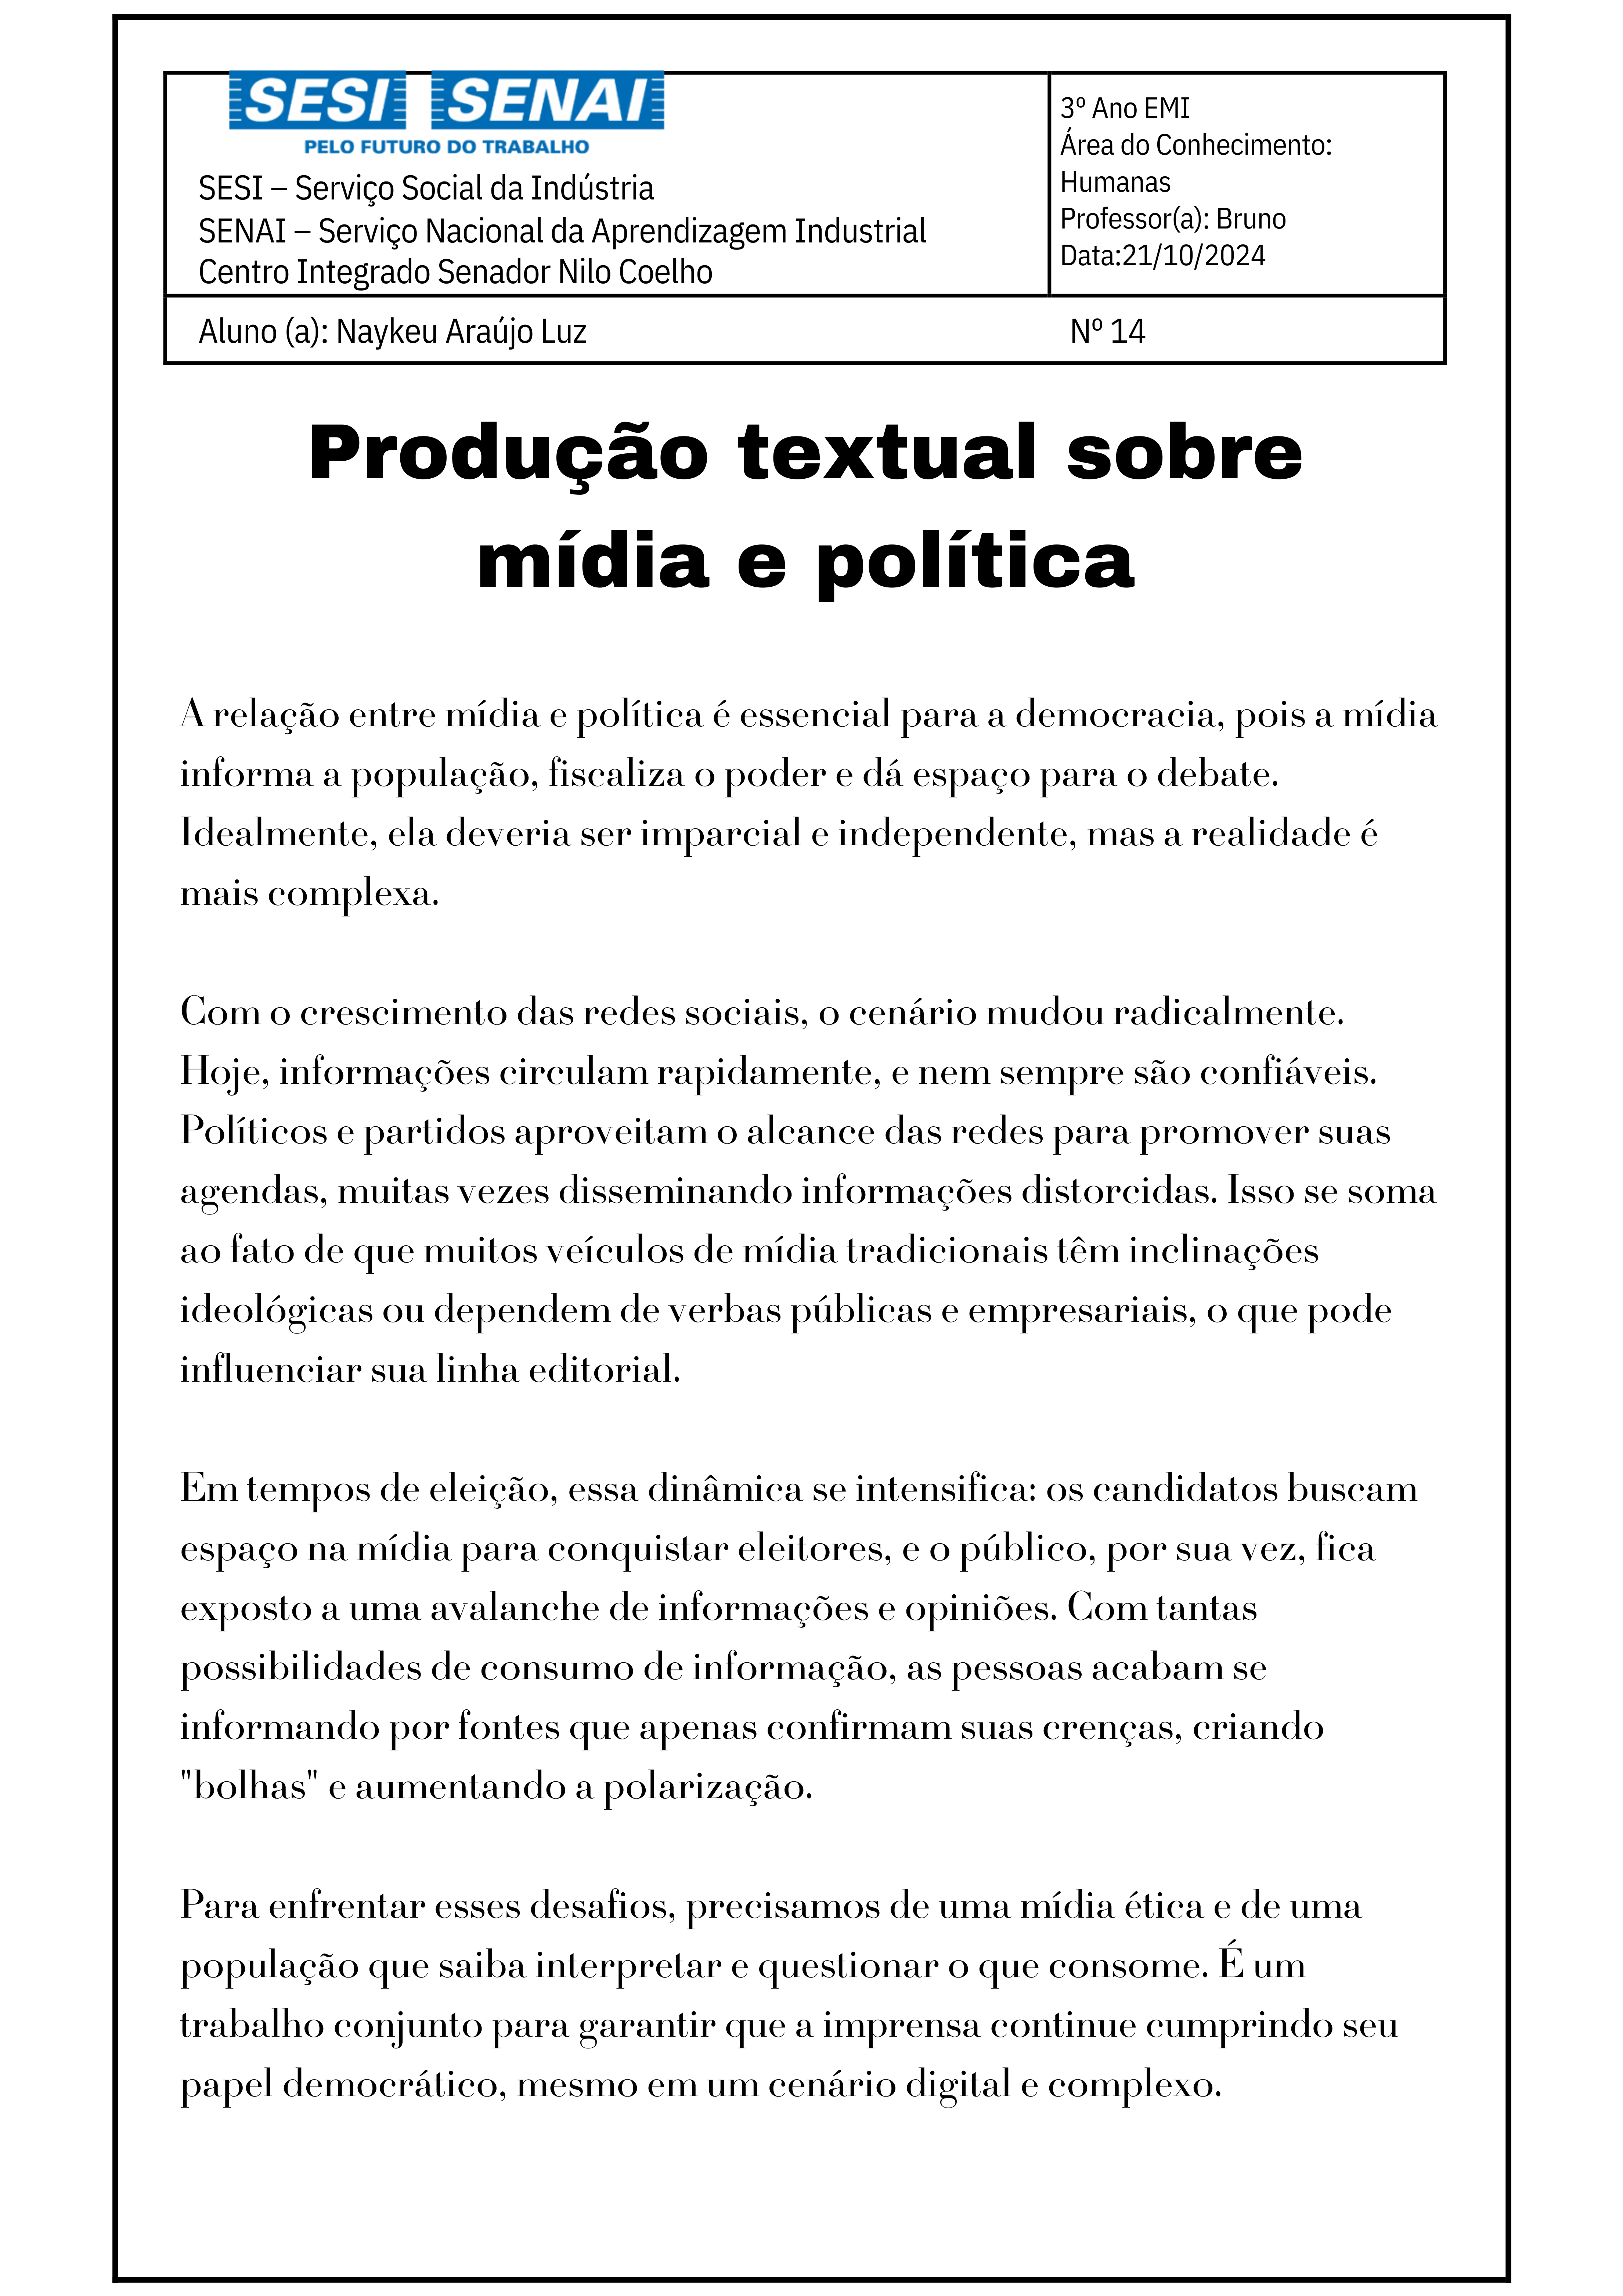 SESI SENAI
PELO FUTURO DO TRABALHO
SESI – Serviço Social da Indústria
SENAI – Serviço Nacional da Aprendizagem Industrial
Centro Integrado Senador Nilo Coelho
3º Ano EMI
Área do Conhecimento:
Humanas
Professor(a): Bruno
Data:21/10/2024
Aluno (a): Naykeu Araújo Luz
Nº 14
Produção textual sobre
mídia e política
A relação entre mídia e política é essencial para a democracia, pois a mídia
informa a população, fiscaliza o poder e dá espaço para o debate.
Idealmente, ela deveria ser imparcial e independente, mas a realidade é
mais complexa.
Com o crescimento das redes sociais, o cenário mudou radicalmente.
Hoje, informações circulam rapidamente, e nem sempre são confiáveis.
Políticos e partidos aproveitam o alcance das redes para promover suas
agendas, muitas vezes disseminando informações distorcidas. Isso se soma
ao fato de que muitos veículos de mídia tradicionais têm inclinações
ideológicas ou dependem de verbas públicas e empresariais, o que pode
influenciar sua linha editorial.
Em tempos de eleição, essa dinâmica se intensifica: os candidatos buscam
espaço na mídia para conquistar eleitores, e o público, por sua vez, fica
exposto a uma avalanche de informações e opiniões. Com tantas
possibilidades de consumo de informação, as pessoas acabam se
informando por fontes que apenas confirmam suas crenças, criando
"bolhas" e aumentando a polarização.
Para enfrentar esses desafios, precisamos de uma mídia ética e de uma
população que saiba interpretar e questionar o que consome. É um
trabalho conjunto para garantir que a imprensa continue cumprindo seu
papel democrático, mesmo em um cenário digital e complexo.